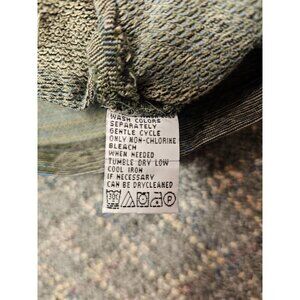 WASH COLORS
SEPARATELY
GENTLE CYCLE
ONLY NON-CHLORINE
BLEACH
WHEN NEEDED
TUMBLE DRY LOW
COOL IRON
IF NECESSARY
CAN BE DRYCLEANED